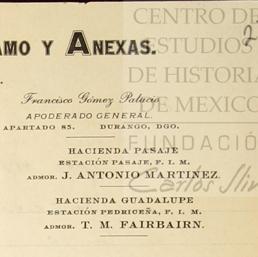 CENTRO DE
ESTUDIOS
DE HISTORIA
DE MEXICO
FUNDACIÓN
Carlos Slim
AMO Y ANEXAS.
Francisco Gómez Palacio
APODERADO GENERAL.
APARTADO 85. DURANGO, DGO.
HACIENDA PASAJE
ESTACIÓN PASAJE, F. I. M.
ADMOR. J. ANTONIO MARTINEZ.
HACIENDA GUADALUPE
ESTACIÓN PEDRICEÑA, F. I. M.
ADMOR. T. M. FAIRBAIRN.